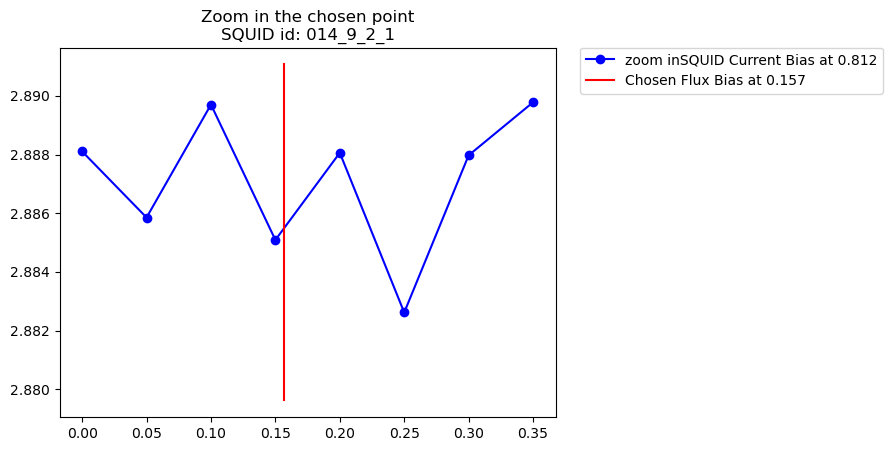 Zoom in the chosen point
SQUID id: 014_9_2_1
zoom inSQUID Current Bias at 0.812
Chosen Flux Bias at 0.157
2.890
2.888
2.886
2.884
2.882
2.880
0.00 0.05 0.10 0.15 0.20 0.25 0.30 0.35